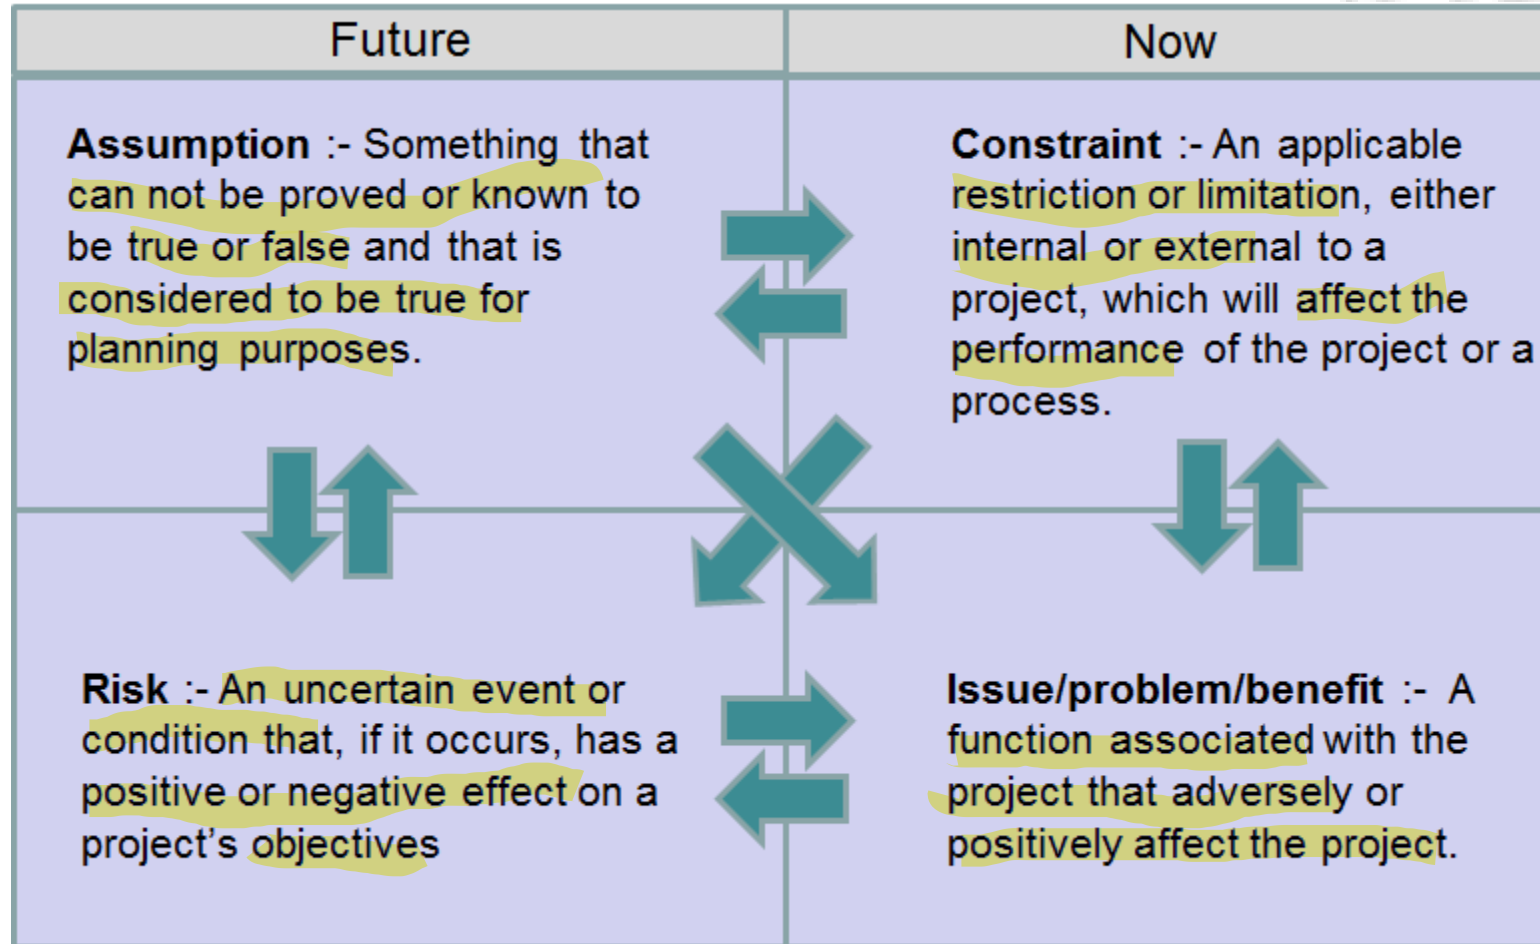 Future
Now
Assumption :- Something that
can not be proved or known to
be true or false and that is
considered to be true for
planning purposes.
Constraint :- An applicable
restriction or limitation, either
internal or external to a
project, which will affect the
performance of the project or a
process.
Risk :- An uncertain event or
condition that, if it occurs, has a
positive or negative effect on a
project’s objectives
Issue/problem/benefit :- A
function associated with the
project that adversely or
positively affect the project.